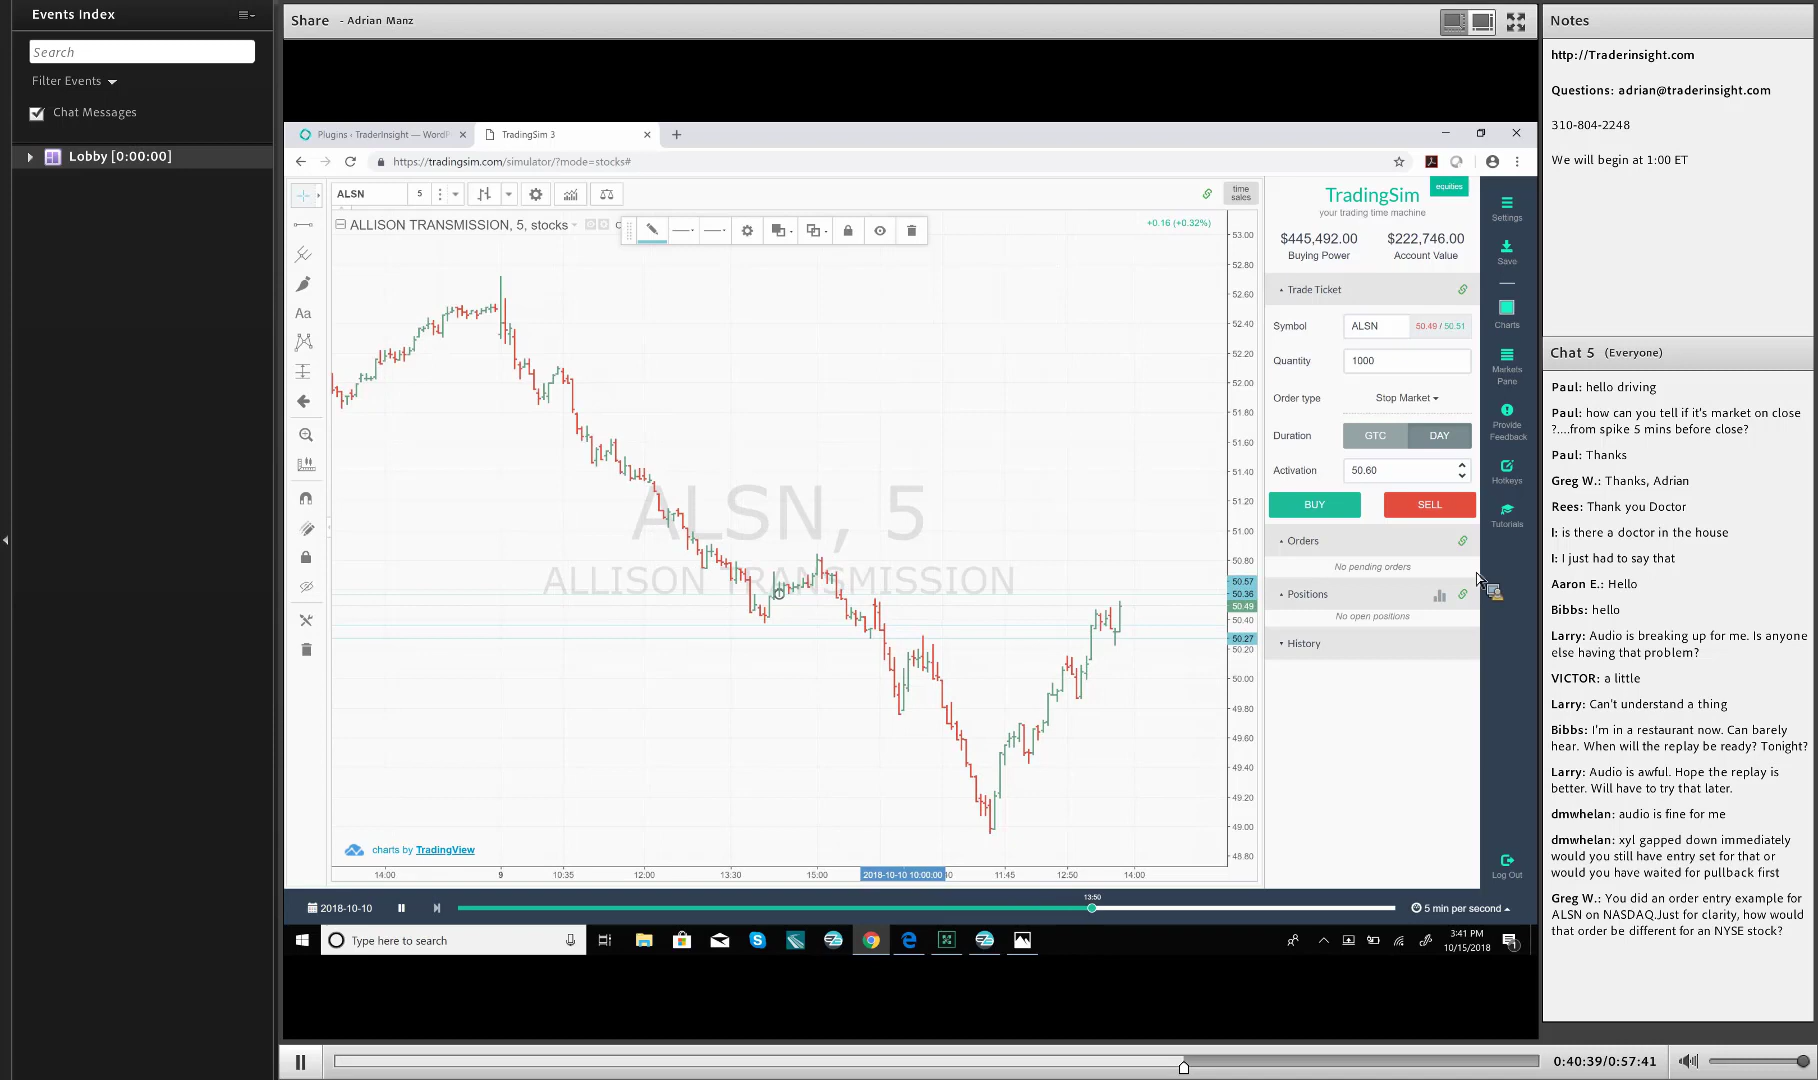 Events Index
Search
Filter Events
Chat Messages
Lobby [0:00:00]
Share - Adrian Manz
Plugins ‹ TraderInsight — WordP
TradingSim 3
https://tradingsim.com/simulator/?mode=stocks#
ALSN 5
time
sales
ALLISON TRANSMISSION, 5, stocks
+0.16 (+0.32%)
ALSN, 5
ALLISON TRANSMISSION
53.00
52.80
52.60
52.40
52.20
52.00
51.80
51.60
51.40
51.20
51.00
50.80
50.57
50.36
50.49
50.40
50.27
50.20
50.00
49.80
49.60
49.40
49.20
49.00
48.80
charts by TradingView
14:00 9 10:35 12:00 13:30 15:00 2018-10-10 10:00:00 11:45 12:50 14:00
13:50
2018-10-10
5 min per second
TradingSim
equities
your trading time machine
$445,492.00 $222,746.00
Buying Power Account Value
Trade Ticket
Symbol ALSN 50.49 / 50.51
Quantity 1000
Order type Stop Market
Duration GTC DAY
Activation 50.60
BUY SELL
Orders
No pending orders
Positions
No open positions
History
Settings
Save
Charts
Markets
Pane
Provide
Feedback
Hotkeys
Tutorials
Log Out
Type here to search
3:41 PM
10/15/2018
1
Notes
http://Traderinsight.com
Questions: adrian@traderinsight.com
310-804-2248
We will begin at 1:00 ET
Chat 5 (Everyone)
Paul: hello driving
Paul: how can you tell if it's market on close
?....from spike 5 mins before close?
Paul: Thanks
Greg W.: Thanks, Adrian
Rees: Thank you Doctor
I: is there a doctor in the house
I: I just had to say that
Aaron E.: Hello
Bibbs: hello
Larry: Audio is breaking up for me. Is anyone
else having that problem?
VICTOR: a little
Larry: Can't understand a thing
Bibbs: I'm in a restaurant now. Can barely
hear. When will the replay be ready? Tonight?
Larry: Audio is awful. Hope the replay is
better. Will have to try that later.
dmwhelan: audio is fine for me
dmwhelan: xyl gapped down immediately
would you still have entry set for that or
would you have waited for pullback first
Greg W.: You did an order entry example for
ALSN on NASDAQ.Just for clarity, how would
that order be different for an NYSE stock?
0:40:39/0:57:41